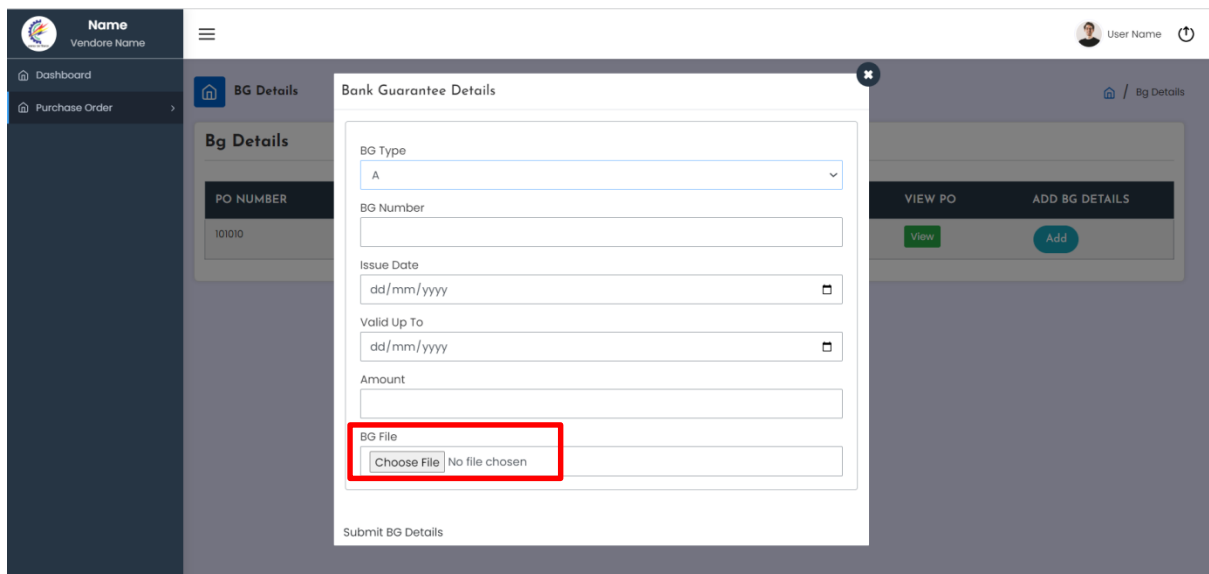 Name
Vendore Name
User Name
Dashboard
Purchase Order
BG Details
/ Bg Details
Bg Details
PO NUMBER
VIEW PO
ADD BG DETAILS
101010
View
Add
Bank Guarantee Details
BG Type
A
BG Number
Issue Date
dd/mm/yyyy
Valid Up To
dd/mm/yyyy
Amount
BG File
Choose File No file chosen
Submit BG Details